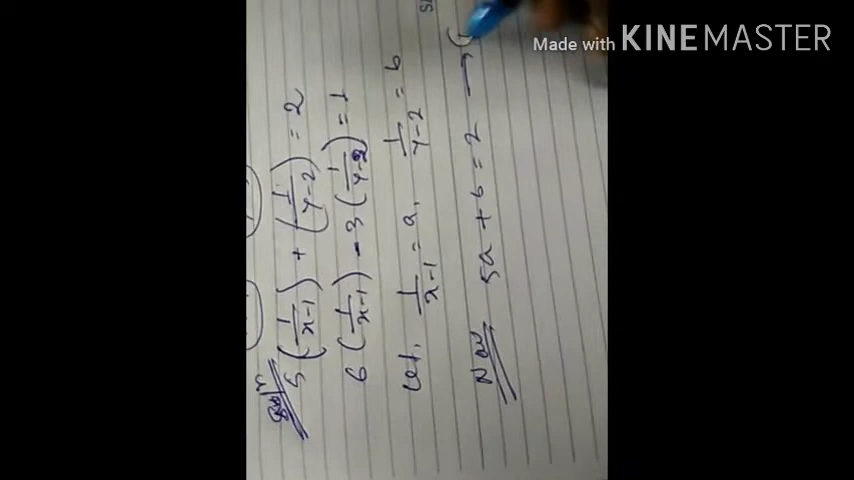 Made with KINEMASTER
Soln
5(1/x-1) + (1/y-2) = 2
6(1/x-1) - 3(1/y-2) = 1
Let, 1/x-1 = a, 1/y-2 = b
Now 5a + b = 2 → (